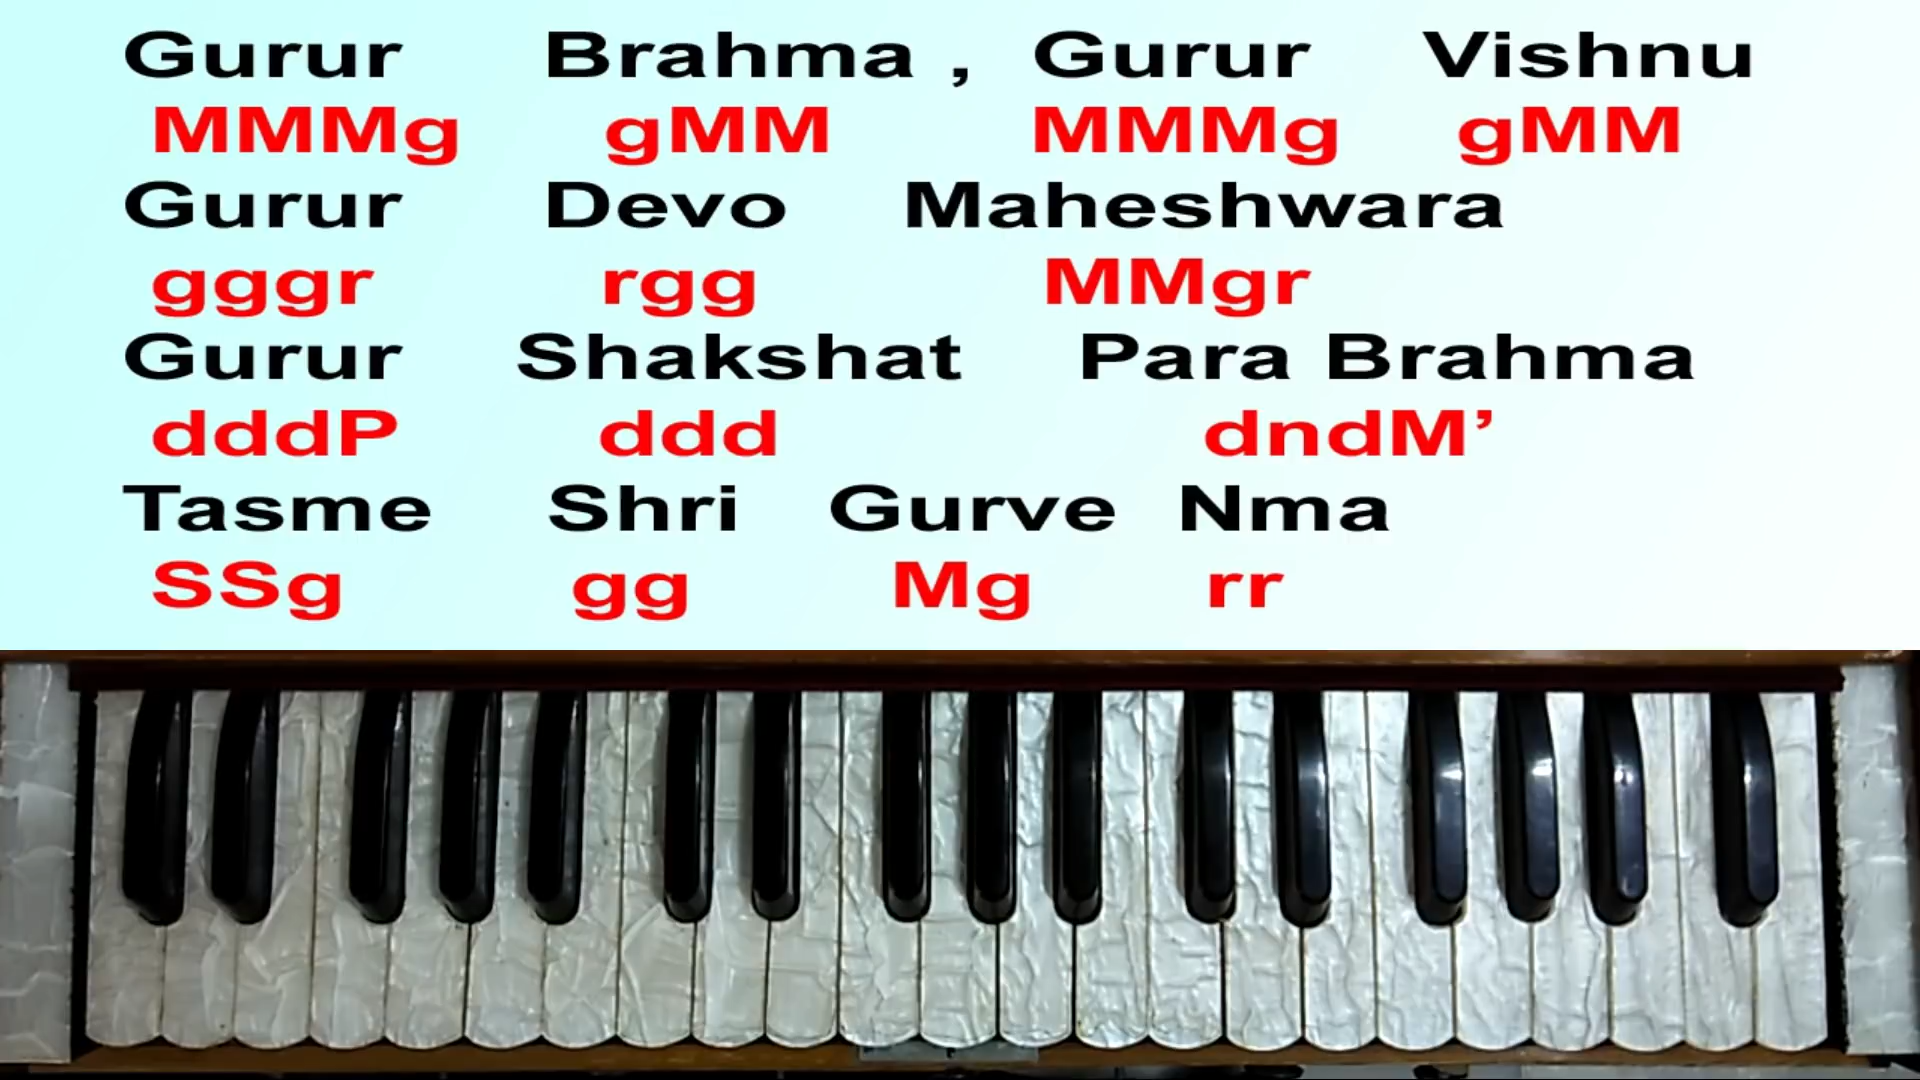 Gurur Brahma , Gurur Vishnu
MMMg gMM MMMg gMM
Gurur Devo Maheshwara
gggr rgg MMgr
Gurur Shakshat Para Brahma
dddP ddd dndM’
Tasme Shri Gurve Nma
SSg gg Mg rr